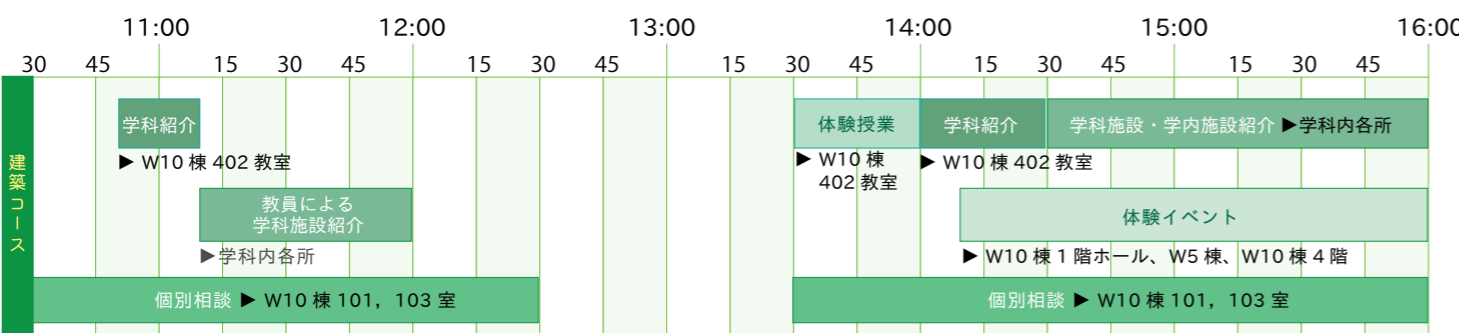 11:00 12:00 13:00 14:00 15:00 16:00
30 45 15 30 45 15 30 45 15 30 45 15 30 45 15 30 45
建築コース
学科紹介
▶ W10 棟 402 教室
教員による
学科施設紹介
▶学科内各所
体験授業
▶ W10 棟
402 教室
学科紹介
▶ W10 棟 402 教室
学科施設・学内施設紹介 ▶学科内各所
体験イベント
▶ W10 棟 1 階ホール、W5 棟、W10 棟 4 階
個別相談 ▶ W10 棟 101，103 室
個別相談 ▶ W10 棟 101，103 室